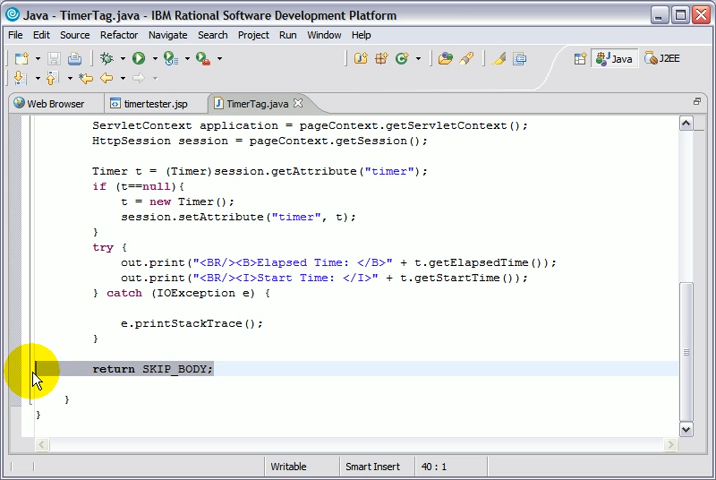 Java - TimerTag.java - IBM Rational Software Development Platform
File Edit Source Refactor Navigate Search Project Run Window Help
Java J2EE
Web Browser timertester.jsp TimerTag.java
ServletContext application = pageContext.getServletContext();
HttpSession session = pageContext.getSession();
Timer t = (Timer)session.getAttribute("timer");
if (t==null){
t = new Timer();
session.setAttribute("timer", t);
}
try {
out.print("<BR/><B>Elapsed Time: </B>" + t.getElapsedTime());
out.print("<BR/><I>Start Time: </I>" + t.getStartTime());
} catch (IOException e) {
e.printStackTrace();
}
return SKIP_BODY;
}
}
Writable Smart Insert 40 : 1